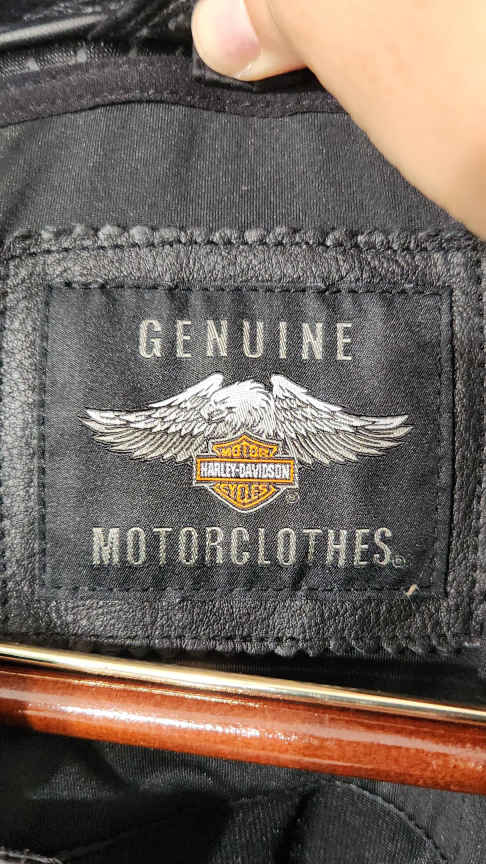 GENUINE
MOTOR
HARLEY-DAVIDSON
CYCLES
®
MOTORCLOTHES®